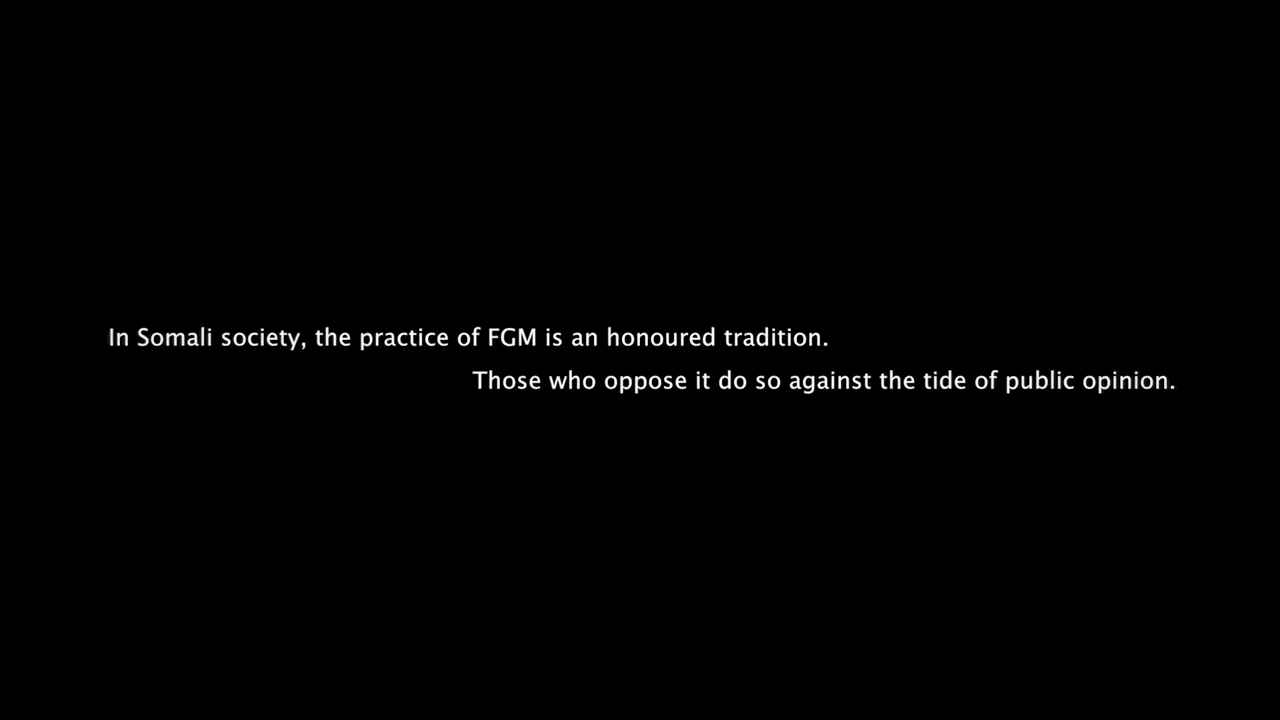 In Somali society, the practice of FGM is an honoured tradition.
Those who oppose it do so against the tide of public opinion.